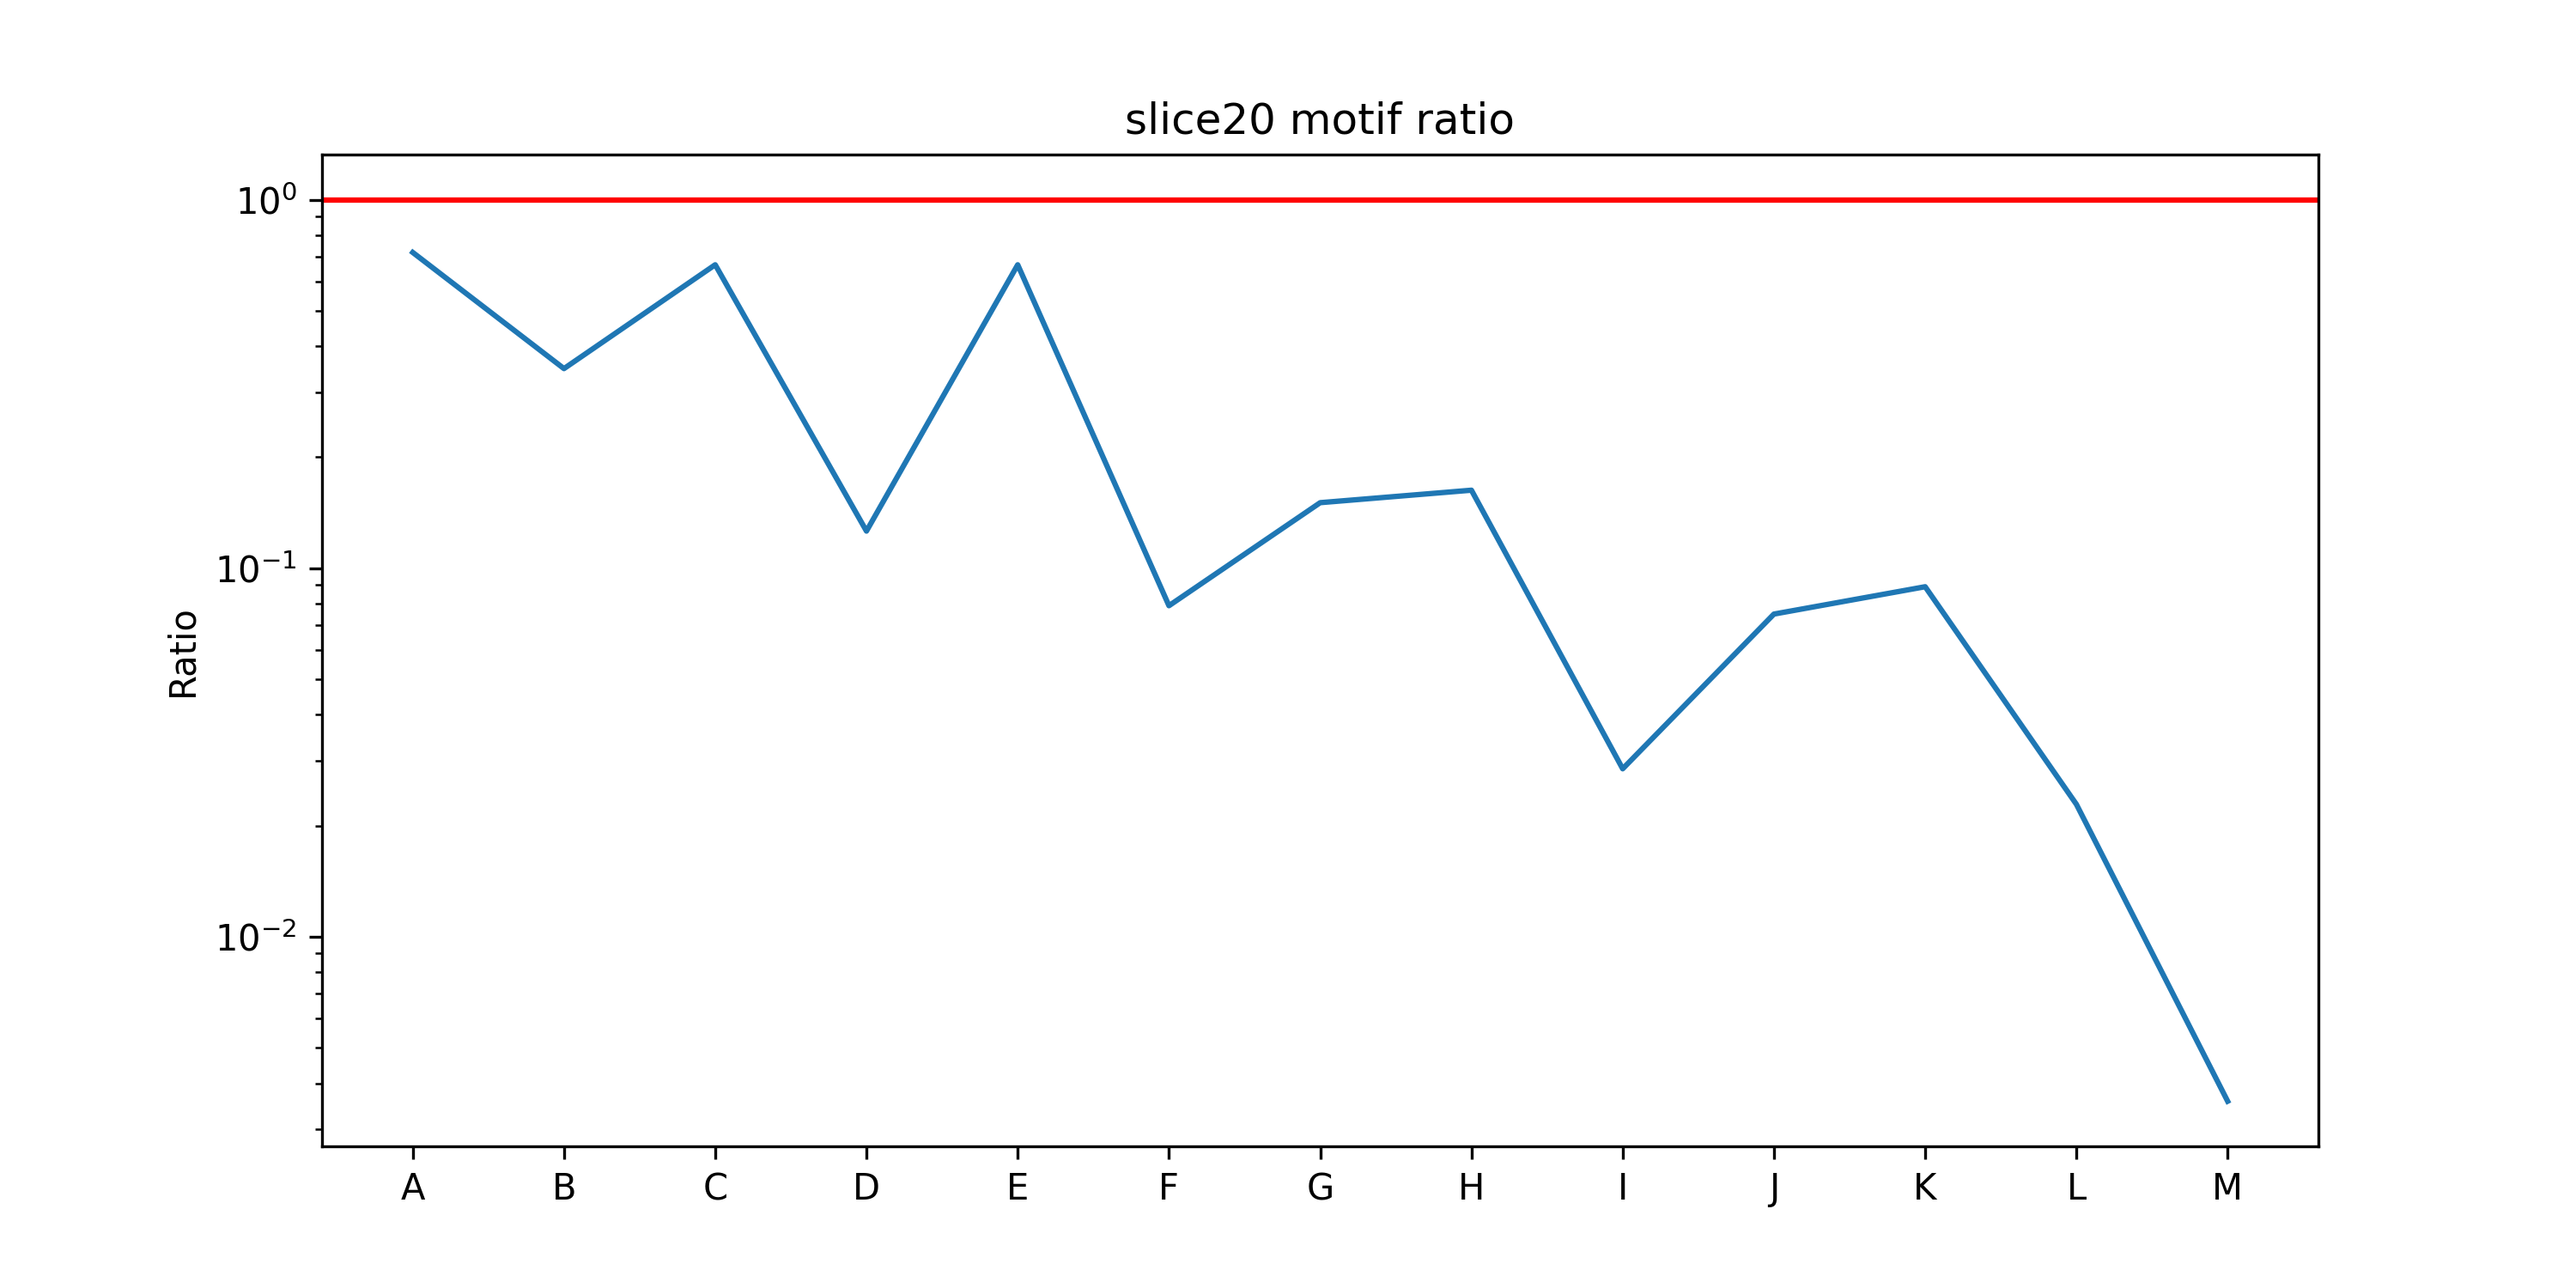 slice20 motif ratio
10⁰
10⁻¹
10⁻²
Ratio
A B C D E F G H I J K L M